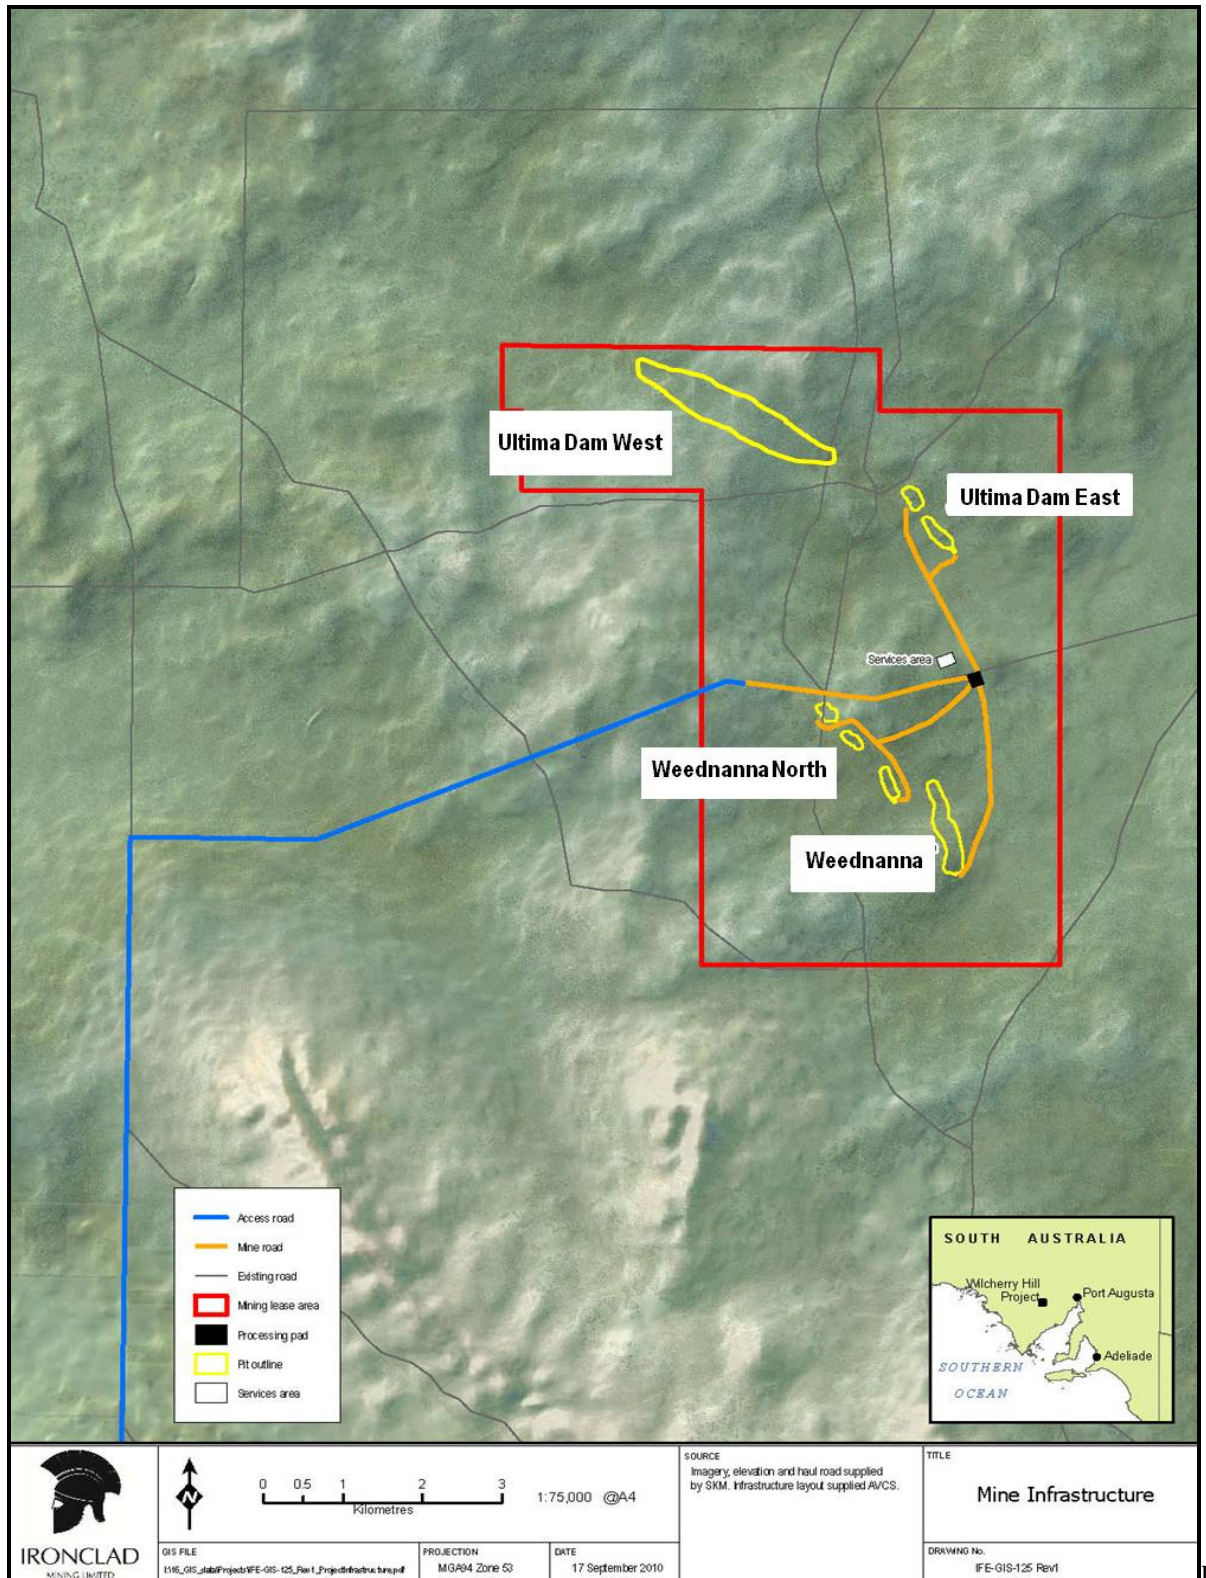 Ultima Dam West
Ultima Dam East
Services area
Weednanna North
Weednanna
Access road
Mine road
Existing road
Mining lease area
Processing pad
Pit outline
Services area
SOUTH AUSTRALIA
Wilcherry Hill
Project
Port Augusta
Adeliade
SOUTHERN
OCEAN
IRONCLAD
MINING LIMITED
N
0 0.5 1 2 3
Kilometres
1:75,000 @A4
SOURCE
Imagery, elevation and haul road supplied
by SKM. Infrastructure layout supplied AVCS.
TITLE
Mine Infrastructure
GIS FILE
PROJECTION
MGA94 Zone 53
DATE
17 September 2010
DRAWING No.
IFE-GIS-125 Rev1